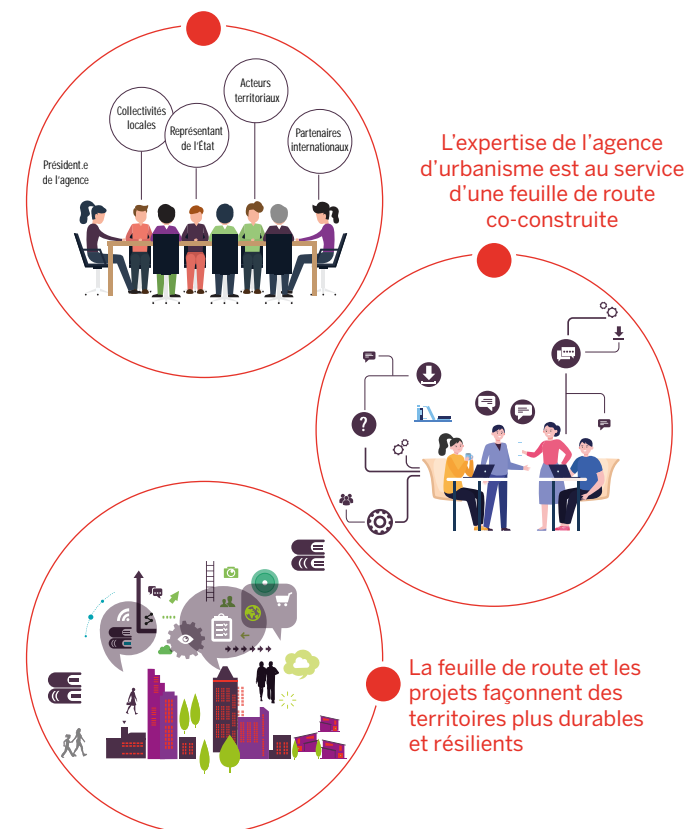 Acteurs
territoriaux
Collectivités
locales
Représentant
de l'État
Partenaires
internationaux
Président.e
de l'agence
L'expertise de l'agence
d'urbanisme est au service
d'une feuille de route
co-construite
?
La feuille de route et les
projets façonnent des
territoires plus durables
et résilients